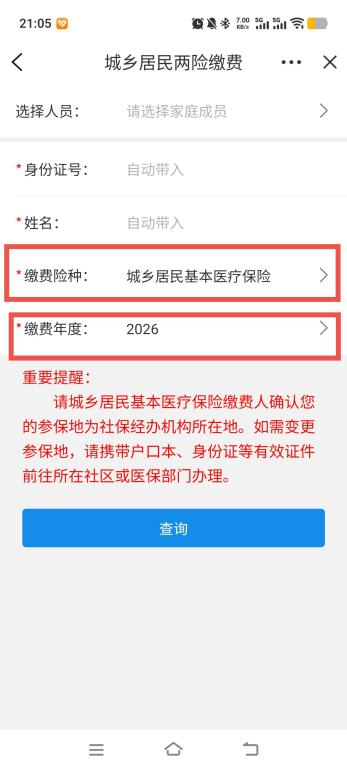 21:05 7.00 KB/s 5G 5G
城乡居民两险缴费
选择人员： 请选择家庭成员
*身份证号： 自动带入
*姓名： 自动带入
*缴费险种： 城乡居民基本医疗保险
*缴费年度： 2026
重要提醒：
请城乡居民基本医疗保险缴费人确认您
的参保地为社保经办机构所在地。如需变更
参保地，请携带户口本、身份证等有效证件
前往所在社区或医保部门办理。
查询